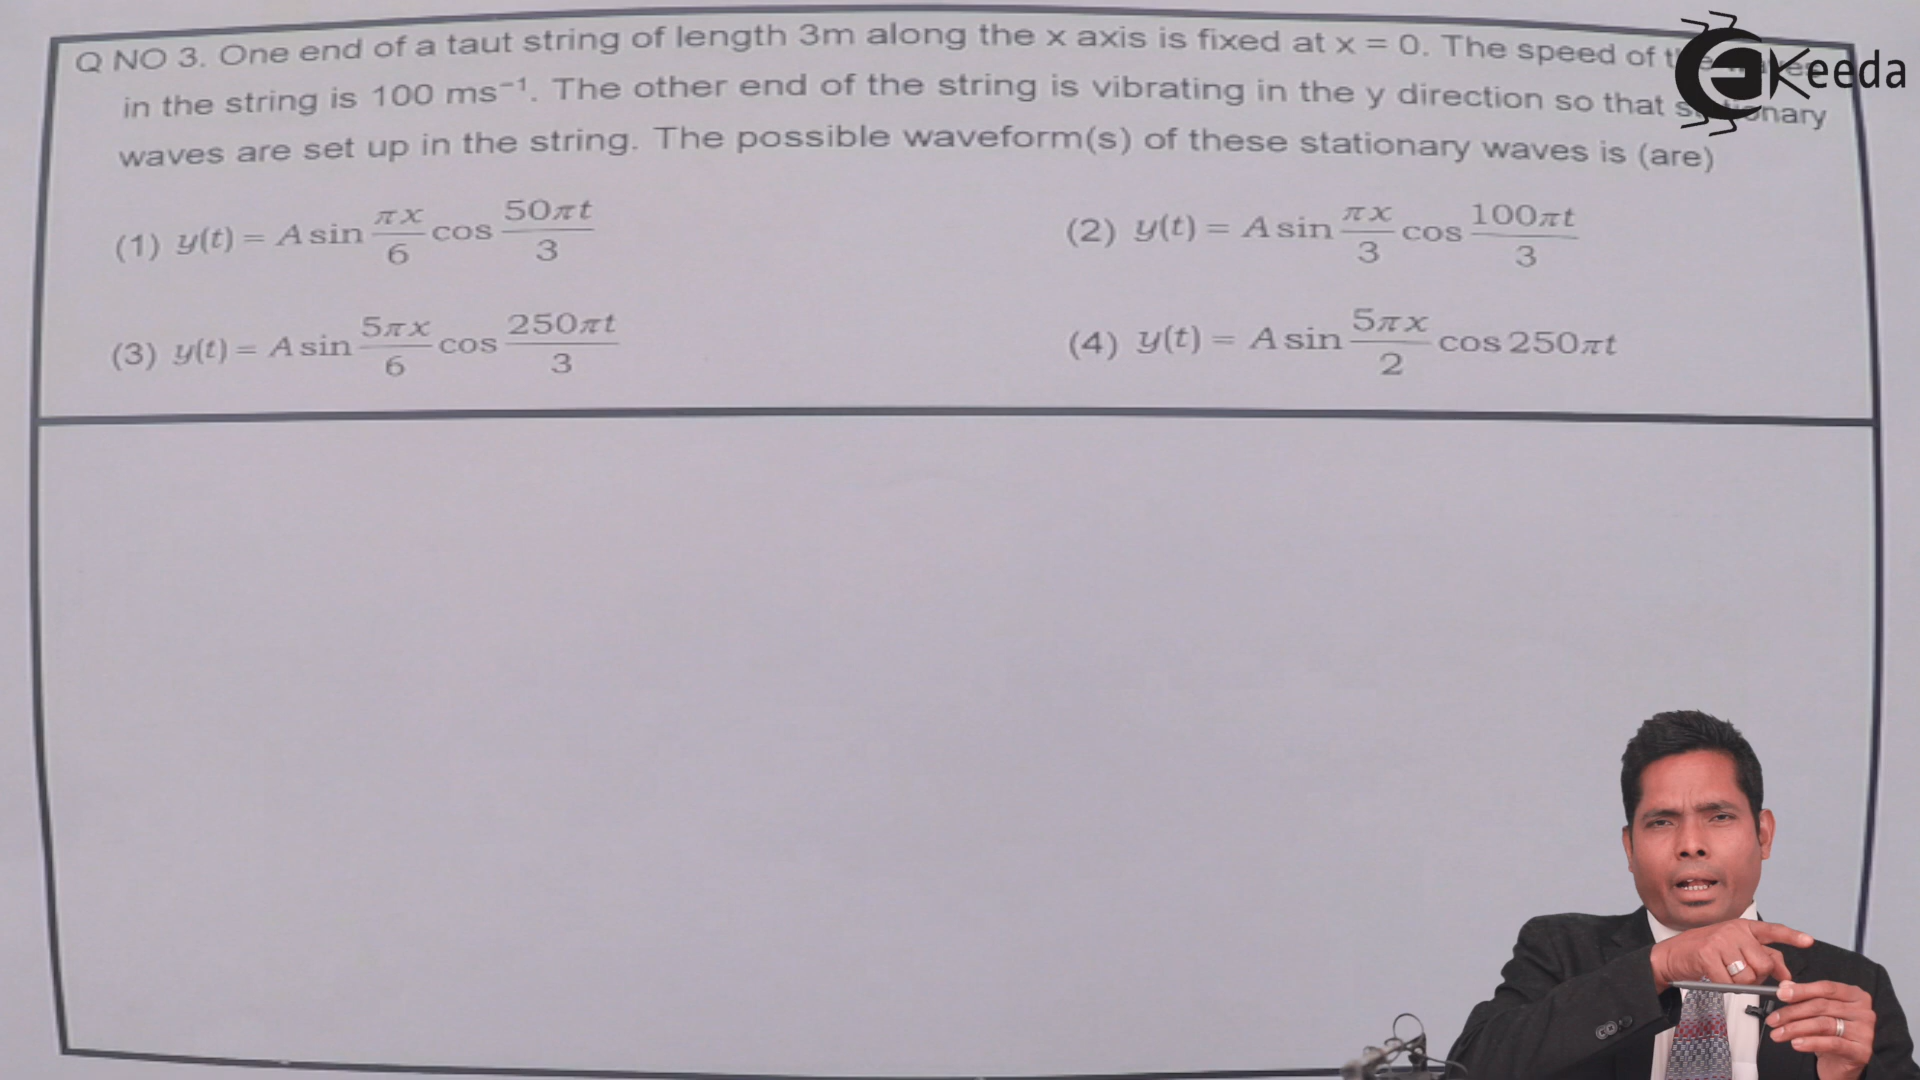 Q NO 3. One end of a taut string of length 3m along the x axis is fixed at x = 0. The speed of the waves
in the string is 100 ms⁻¹. The other end of the string is vibrating in the y direction so that stationary
waves are set up in the string. The possible waveform(s) of these stationary waves is (are)
(1) y(t) = A sin πx/6 cos 50πt/3
(2) y(t) = A sin πx/3 cos 100πt/3
(3) y(t) = A sin 5πx/6 cos 250πt/3
(4) y(t) = A sin 5πx/2 cos 250πt
eKeeda